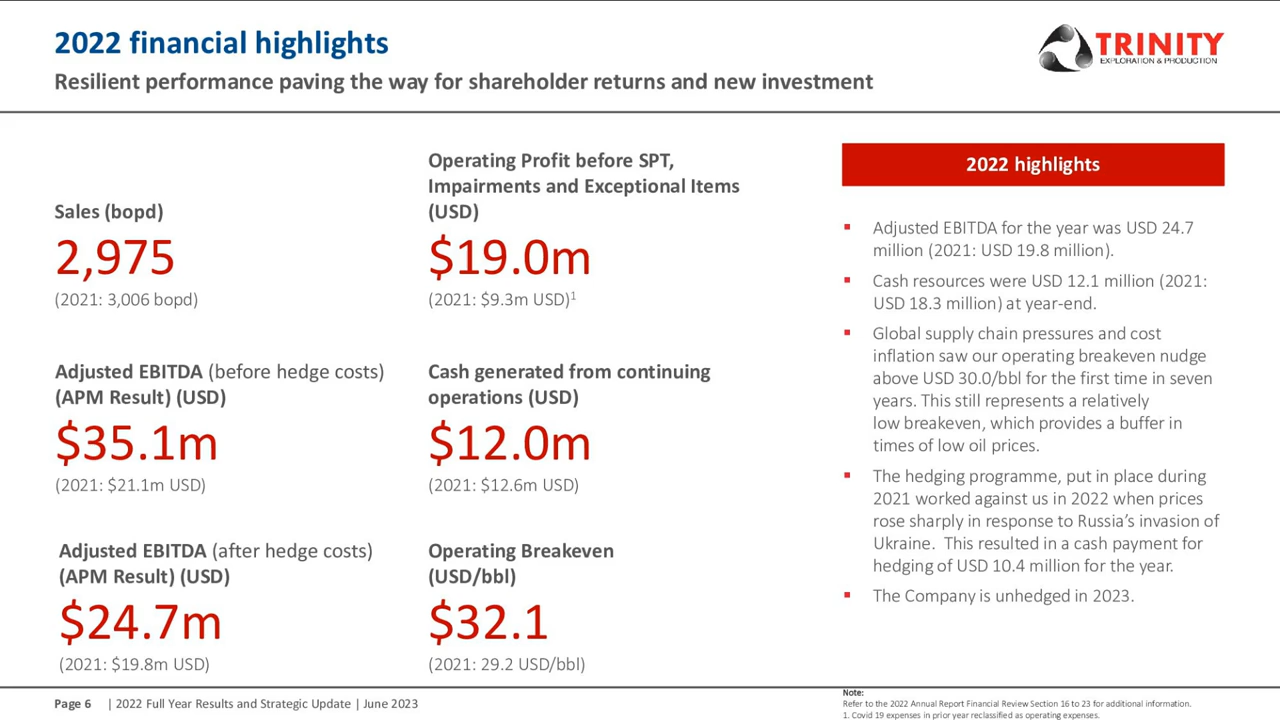 2022 financial highlights
Resilient performance paving the way for shareholder returns and new investment
TRINITY
EXPLORATION & PRODUCTION
Sales (bopd)
2,975
(2021: 3,006 bopd)
Operating Profit before SPT,
Impairments and Exceptional Items
(USD)
$19.0m
(2021: $9.3m USD)¹
Adjusted EBITDA (before hedge costs)
(APM Result) (USD)
$35.1m
(2021: $21.1m USD)
Cash generated from continuing
operations (USD)
$12.0m
(2021: $12.6m USD)
Adjusted EBITDA (after hedge costs)
(APM Result) (USD)
$24.7m
(2021: $19.8m USD)
Operating Breakeven
(USD/bbl)
$32.1
(2021: 29.2 USD/bbl)
2022 highlights
▪ Adjusted EBITDA for the year was USD 24.7
million (2021: USD 19.8 million).
▪ Cash resources were USD 12.1 million (2021:
USD 18.3 million) at year-end.
▪ Global supply chain pressures and cost
inflation saw our operating breakeven nudge
above USD 30.0/bbl for the first time in seven
years. This still represents a relatively
low breakeven, which provides a buffer in
times of low oil prices.
▪ The hedging programme, put in place during
2021 worked against us in 2022 when prices
rose sharply in response to Russia's invasion of
Ukraine. This resulted in a cash payment for
hedging of USD 10.4 million for the year.
▪ The Company is unhedged in 2023.
Page 6 | 2022 Full Year Results and Strategic Update | June 2023
Note:
Refer to the 2022 Annual Report Financial Review Section 16 to 23 for additional information.
1. Covid 19 expenses in prior year reclassified as operating expenses.